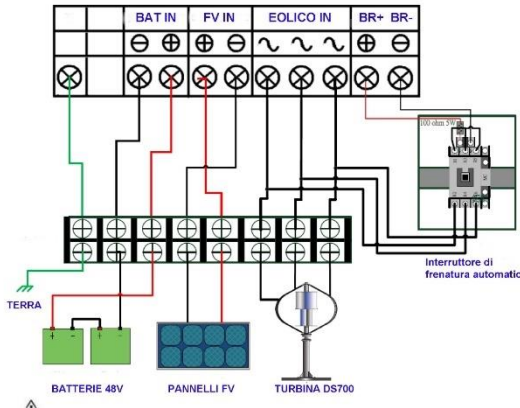 BAT IN FV IN EOLICO IN BR+ BR-
100 ohm 5W
Interruttore di
frenatura automatic
TERRA
+ - + -
BATTERIE 48V PANNELLI FV TURBINA DS700